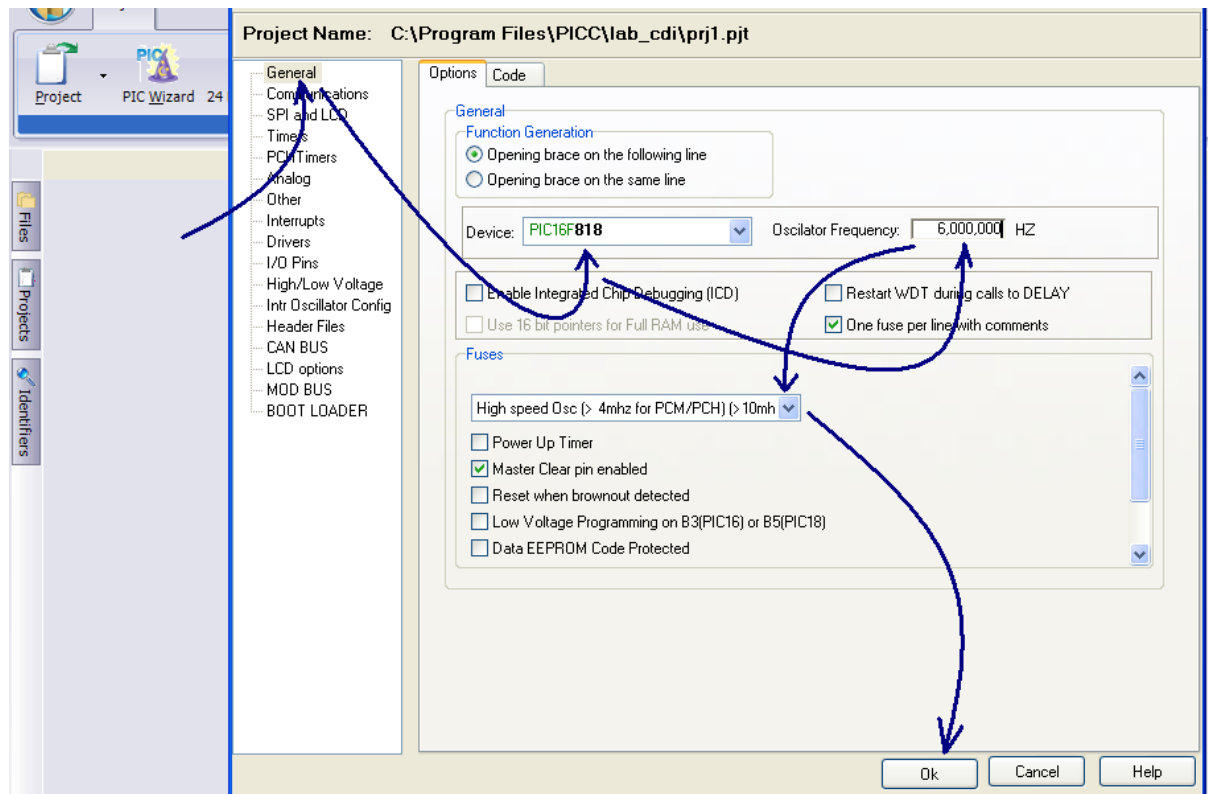 Project Name: C:\Program Files\PICC\lab_cdi\prj1.pjt
PIC
Project
PIC Wizard
24
Files
Projects
Identifiers
General
Communications
SPI and LCD
Timers
PCH Timers
Analog
Other
Interrupts
Drivers
I/O Pins
High/Low Voltage
Intr Oscillator Config
Header Files
CAN BUS
LCD options
MOD BUS
BOOT LOADER
Options Code
General
Function Generation
Opening brace on the following line
Opening brace on the same line
Device: PIC16F818 Oscilator Frequency: 6,000,000 HZ
Enable Integrated Chip Debugging (ICD) Restart WDT during calls to DELAY
Use 16 bit pointers for Full RAM use One fuse per line with comments
Fuses
High speed Osc (> 4mhz for PCM/PCH) (>10mh
Power Up Timer
Master Clear pin enabled
Reset when brownout detected
Low Voltage Programming on B3(PIC16) or B5(PIC18)
Data EEPROM Code Protected
Ok Cancel Help